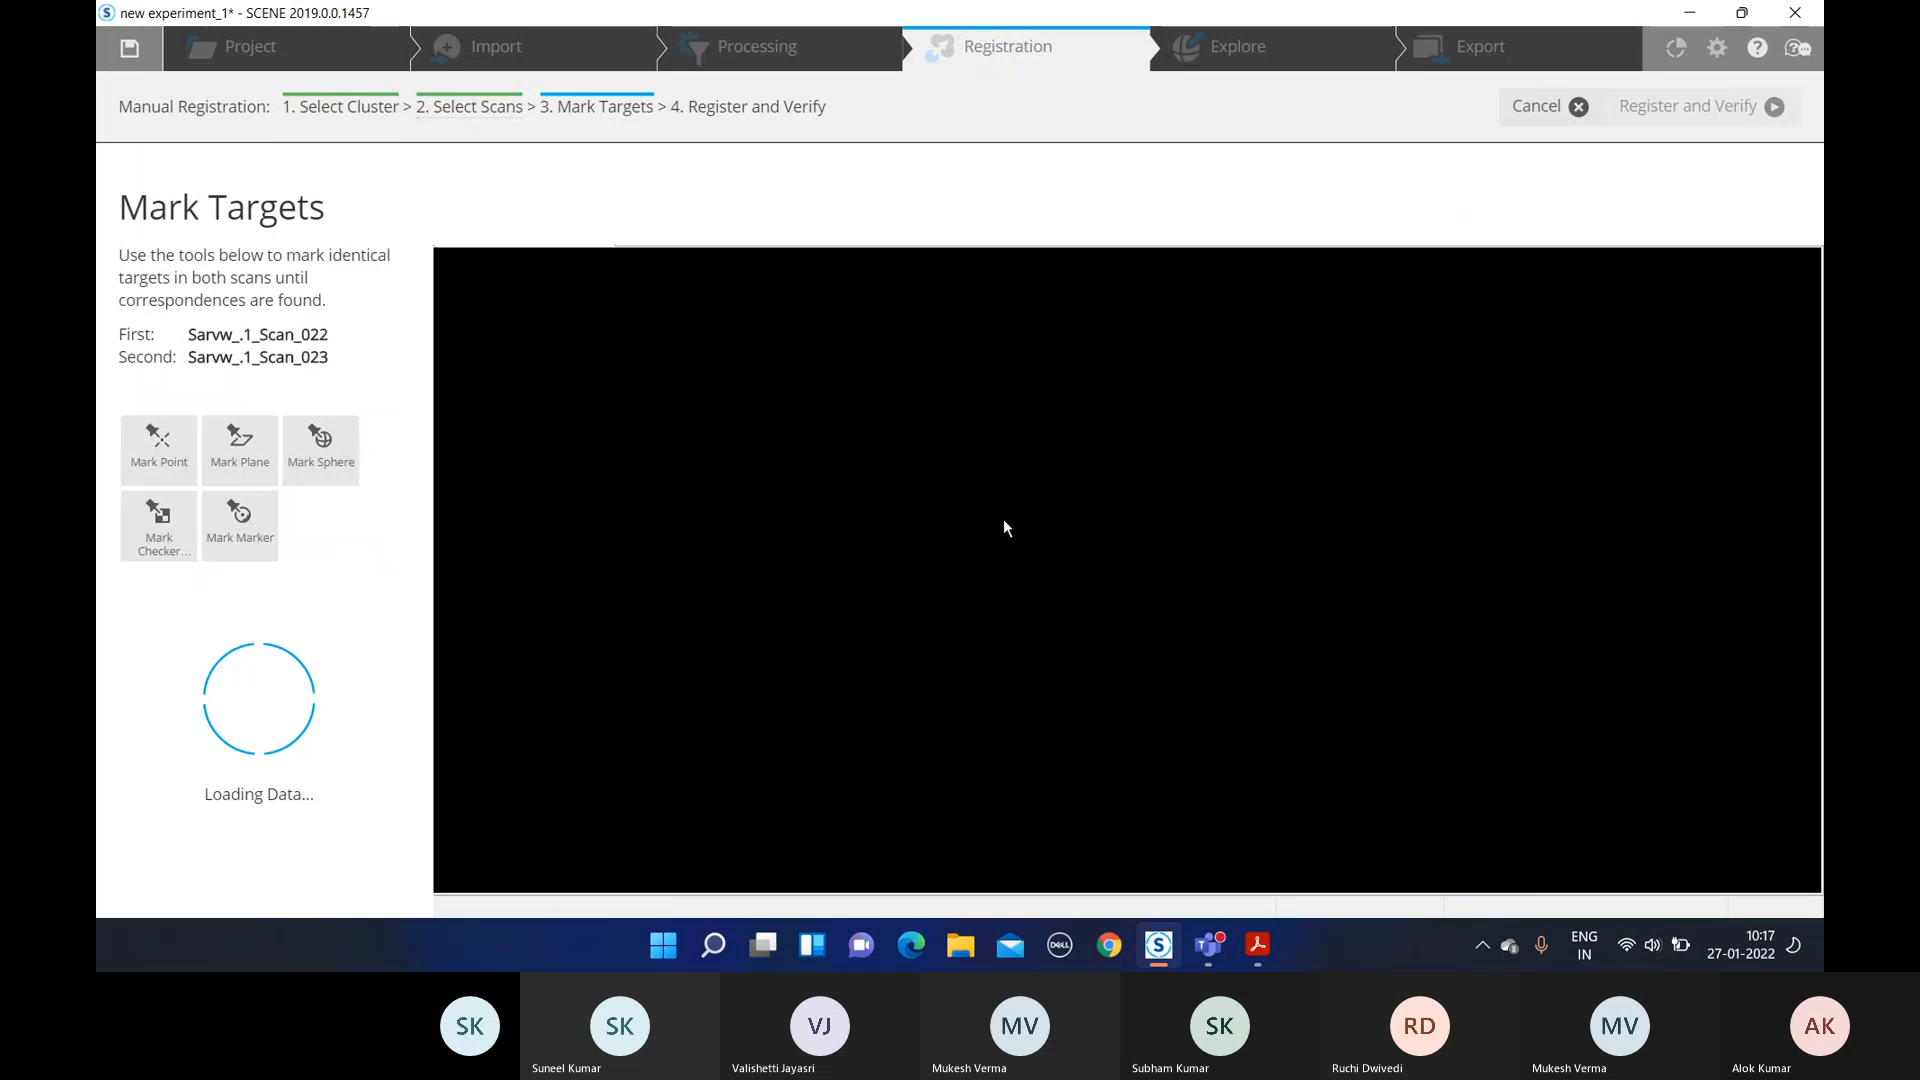 new experiment_1* - SCENE 2019.0.0.1457
Project
Import
Processing
Registration
Explore
Export
Manual Registration: 1. Select Cluster > 2. Select Scans > 3. Mark Targets > 4. Register and Verify
Cancel
Register and Verify
Mark Targets
Use the tools below to mark identical
targets in both scans until
correspondences are found.
First: Sarvw_.1_Scan_022
Second: Sarvw_.1_Scan_023
Mark Point
Mark Plane
Mark Sphere
Mark
Checker...
Mark Marker
Loading Data...
DELL
S
ENG
IN
10:17
27-01-2022
SK
SK
VJ
MV
SK
RD
MV
AK
Suneel Kumar
Valishetti Jayasri
Mukesh Verma
Subham Kumar
Ruchi Dwivedi
Mukesh Verma
Alok Kumar